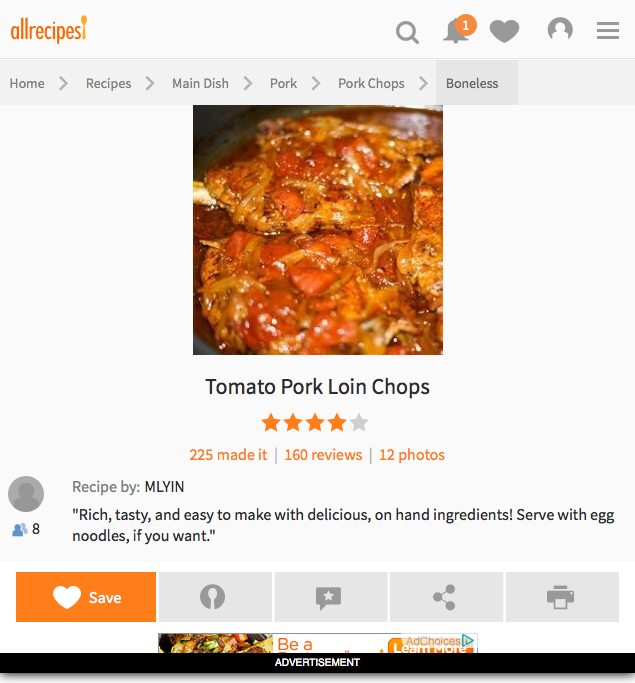 allrecipes
1
Home Recipes Main Dish Pork Pork Chops Boneless
Tomato Pork Loin Chops
225 made it | 160 reviews | 12 photos
Recipe by: MLYIN
"Rich, tasty, and easy to make with delicious, on hand ingredients! Serve with egg
noodles, if you want."
8
Save
Be a
AdChoices
Learn More
ADVERTISEMENT